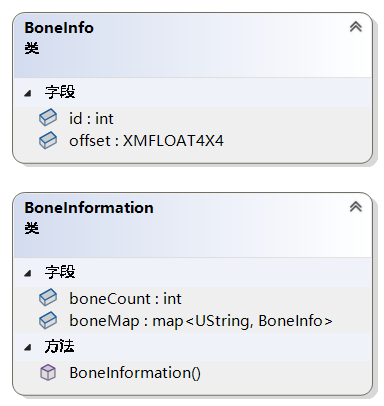 BoneInfo
类
字段
id : int
offset : XMFLOAT4X4
BoneInformation
类
字段
boneCount : int
boneMap : map<UString, BoneInfo>
方法
BoneInformation()